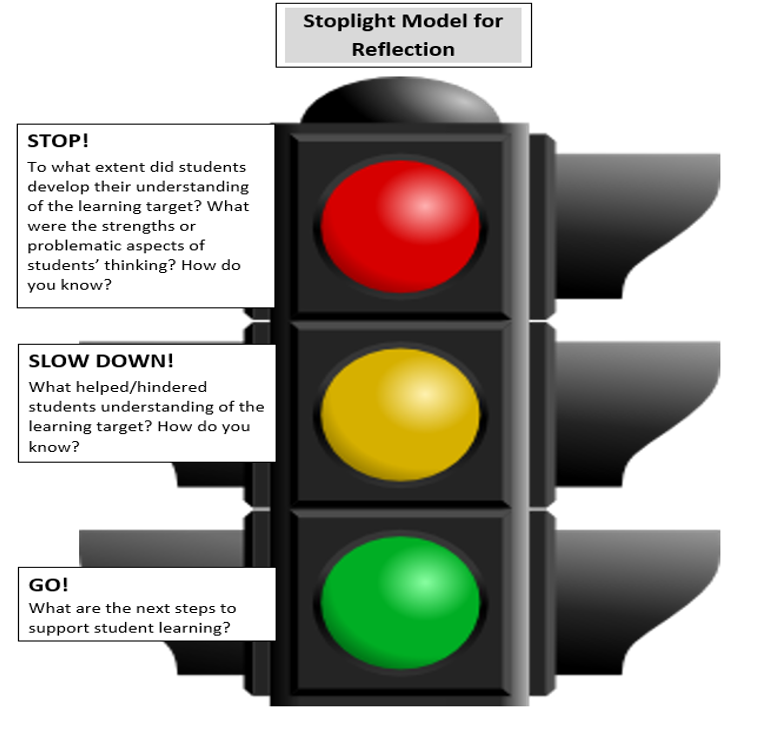 Stoplight Model for
Reflection
STOP!
To what extent did students
develop their understanding
of the learning target? What
were the strengths or
problematic aspects of
students’ thinking? How do
you know?
SLOW DOWN!
What helped/hindered
students understanding of the
learning target? How do you
know?
GO!
What are the next steps to
support student learning?